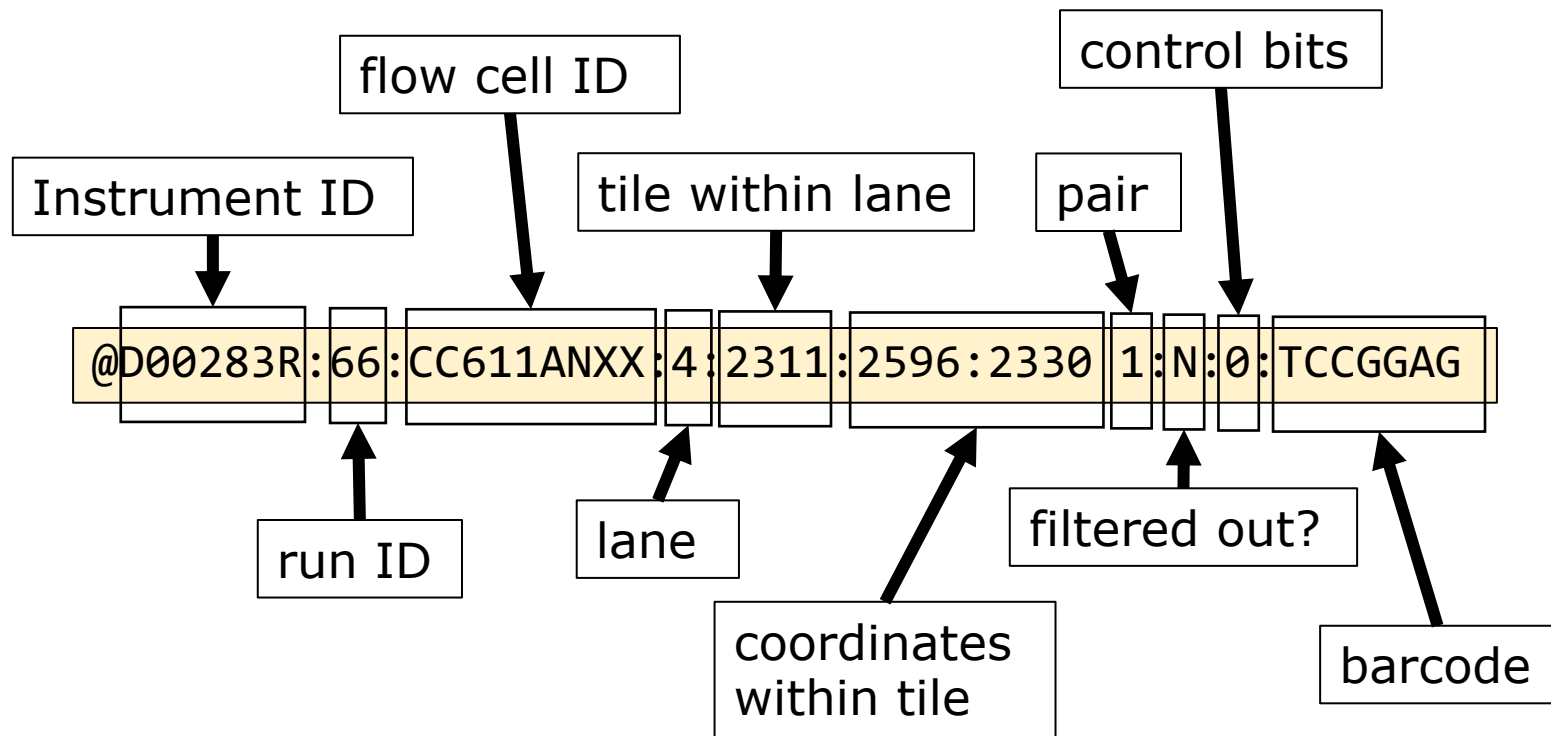 control bits
flow cell ID
Instrument ID
tile within lane
pair
@D00283R:66:CC611ANXX:4:2311:2596:2330 1:N:0:TCCGGAG
run ID
lane
filtered out?
coordinates
within tile
barcode